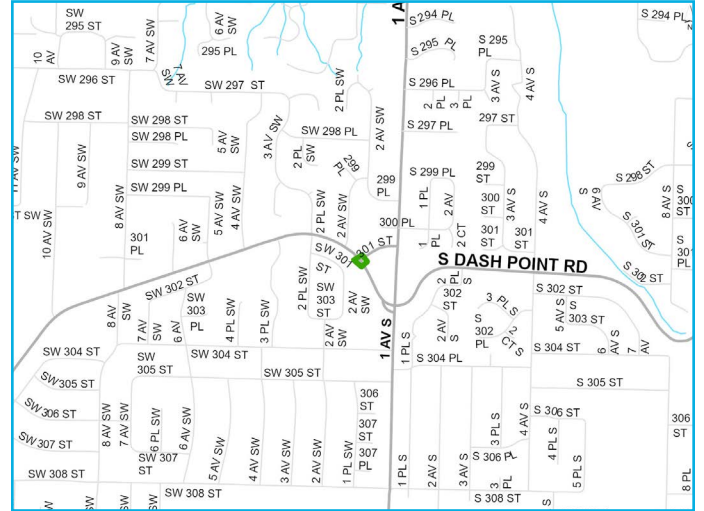 SW
295 ST
10
AV
9 AV
SW
7 AV SW
6 AV
SW
295 PL
7 AV
SW
SW 296 ST
SW 297 ST
2 PL SW
1 A
S 294 PL
S 295 PL
S 295
PL
S 296 PL
2
PL
3
PL
3 AV S
4 AV S
S 294 PL
SW 298 ST
SW 298 ST
SW 298 PL
5 AV
SW
3 AV SW
SW 298 PL
2 PL
SW
2 AV SW
S 297 PL
297 ST
9 AV SW
SW 299 ST
SW 299 PL
299
PL
299
PL
S 299 PL
299
ST
S 298 ST
T SW
10 AV SW
8 AV SW
301
PL
6 AV
SW
5 AV SW
4 AV SW
2 PL SW
2 AV SW
300 PL
1 PL
2 AV
1
PL
2 CT
300
ST
301
ST
3 AV S
301
ST
4 AV S
S
6 AV
S 301 ST
8 AV S
S
300
ST
S
301
PL
S 302 ST
SW 301
ST
301 ST
S DASH POINT RD
SW 302 ST
SW
303
PL
2 PL SW
SW
303
ST
2 AV
SW
2 AV
SW
1 AV S
2
PL
S
302
ST
2 AV
S
3 PL S
S
302
PL
2
CT S
S 302 ST
5 AV S
S
303 ST
6
AV S
7
AV
8 AV
SW
7 AV
SW
6 AV
4 PL SW
3 PL SW
SW 304 ST
SW 304 ST
1 PL S
S 304 PL
S 304 ST
SW 305 ST
SW
305 ST
SW 305 ST
S 305 ST
SW 306 ST
SW 307 ST
8 AV SW
7 AV SW
6 PL SW
6 AV SW
SW 307
ST
5 AV SW
4 AV SW
3 AV SW
2 AV SW
1 PL SW
306
ST
307
ST
307
PL
1 PL S
2 AV S
3 AV S
3 PL S
4 AV S
S 306 ST
S 306 PL
3
PL
4 PL S
5 PL S
306
ST
8 PL
SW 308 ST
SW 308 ST
S 308 ST
SW
SW
S